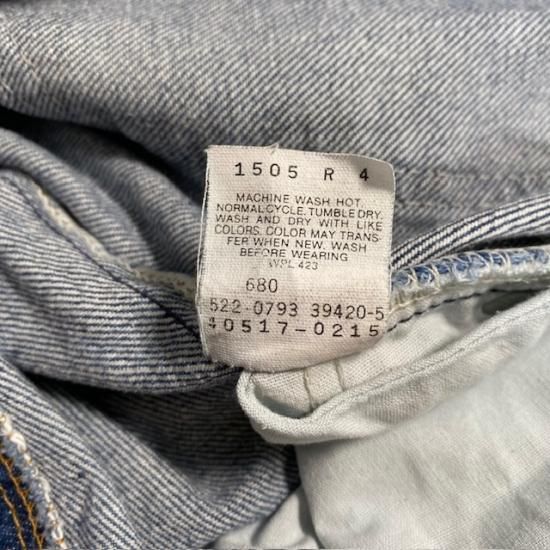 1505 R 4
MACHINE WASH HOT.
NORMAL CYCLE. TUMBLE DRY.
WASH AND DRY WITH LIKE
COLORS. COLOR MAY TRANS-
FER WHEN NEW. WASH
BEFORE WEARING
WPL 423
680
522-0793 39420-5
40517-0215